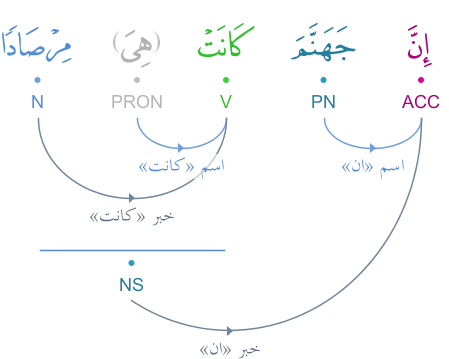 إِنَّ جَهَنَّمَ كَانَتْ (هِىَ) مِرْصَادًا
ACC PN V PRON N
اسم «ان» اسم «كانت»
خبر «كانت»
NS
خبر «ان»